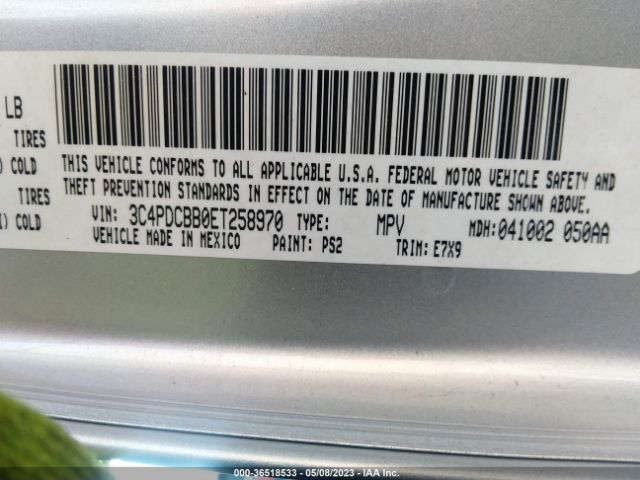 LB
TIRES
) COLD
TIRES
) COLD
THIS VEHICLE CONFORMS TO ALL APPLICABLE U.S.A. FEDERAL MOTOR VEHICLE SAFETY AND
THEFT PREVENTION STANDARDS IN EFFECT ON THE DATE OF MANUFACTURE SHOWN ABOVE.
VIN: 3C4PDCBB0ET258970 TYPE: MPV MDH:041002 050AA
VEHICLE MADE IN MEXICO PAINT: PS2 TRIM: E7X9
000-36518533 - 05/08/2023 - IAA Inc.